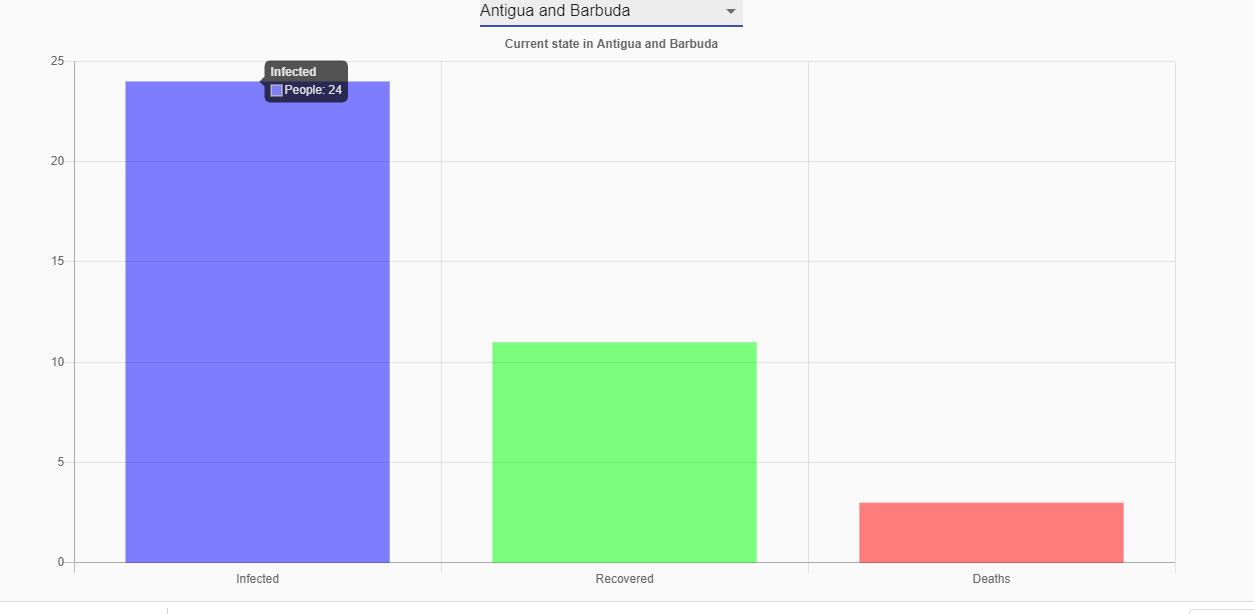 Antigua and Barbuda
Current state in Antigua and Barbuda
25
Infected
People: 24
20
15
10
5
0
Infected Recovered Deaths